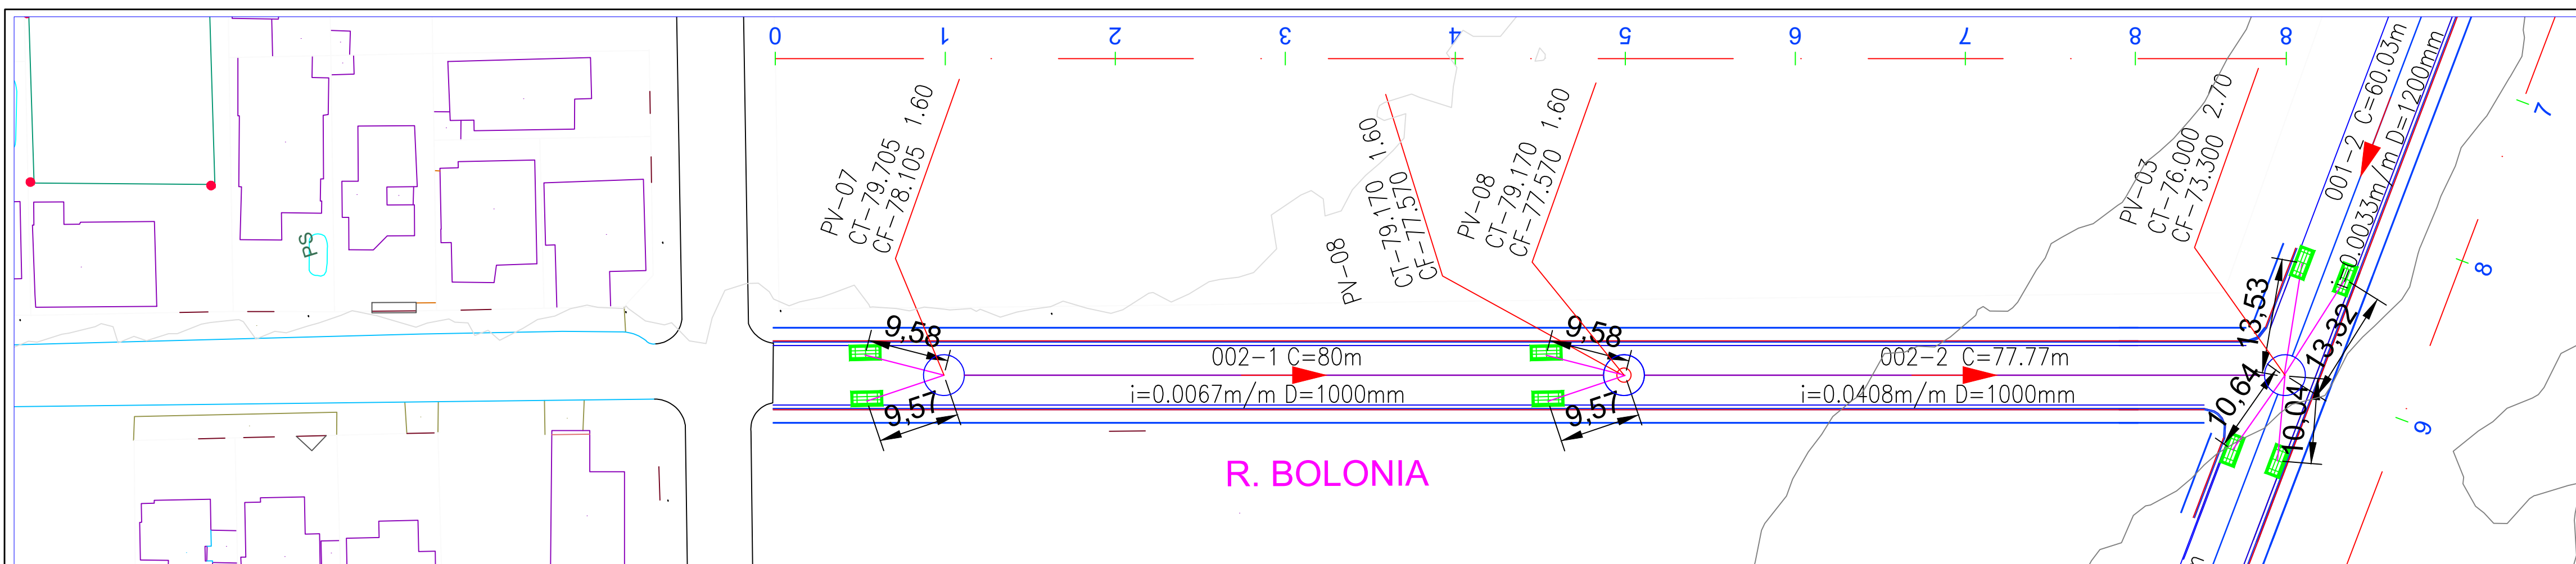 0 1 2 3 4 5 6 7 8 8
PV-07
CT-79.705 1.60
CF-78.105
PV-08
CT-79.170 1.60
CF-77.570
PV-08
CT-79.170 1.60
CF-77.570
PV-03
CT-76.000 2.70
CF-73.300
001-2 C=60.03m
i=0.0033m/m D=1200mm
7
8
9
PS
9,58
9,57
002-1 C=80m
i=0.0067m/m D=1000mm
9,58
9,57
002-2 C=77.77m
i=0.0408m/m D=1000mm
13,53
13,32
10,64
10,04
R. BOLONIA